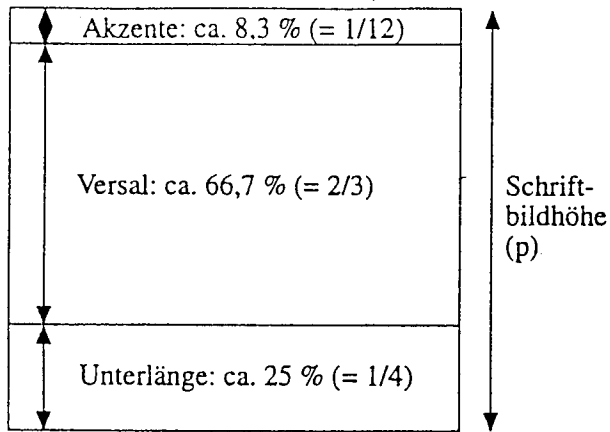 Akzente: ca. 8,3 % (= 1/12)
Versal: ca. 66,7 % (= 2/3)
Schrift-
bildhöhe
(p)
Unterlänge: ca. 25 % (= 1/4)